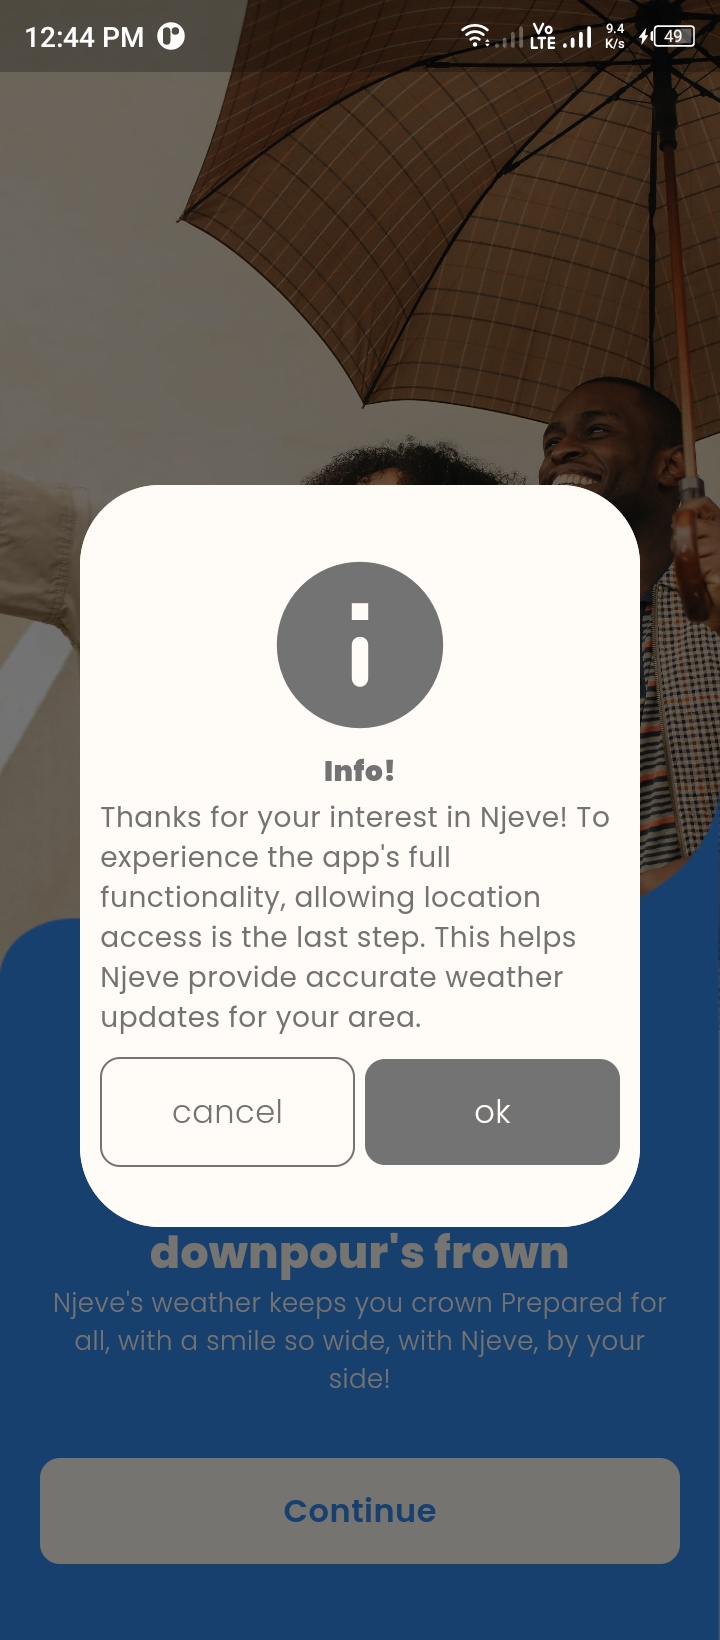 12:44 PM
Vo LTE
9.4 K/s
49
Info!
Thanks for your interest in Njeve! To
experience the app's full
functionality, allowing location
access is the last step. This helps
Njeve provide accurate weather
updates for your area.
cancel
ok
downpour's frown
Njeve's weather keeps you crown Prepared for
all, with a smile so wide, with Njeve, by your
side!
Continue